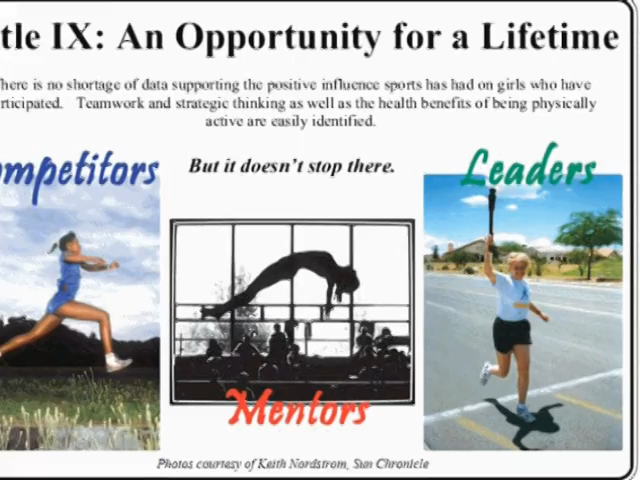 tle IX: An Opportunity for a Lifetime
here is no shortage of data supporting the positive influence sports has had on girls who have
rticipated. Teamwork and strategic thinking as well as the health benefits of being physically
active are easily identified.
ompetitors
But it doesn't stop there.
Leaders
Mentors
Photos courtesy of Keith Nordstrom, Sun Chronicle